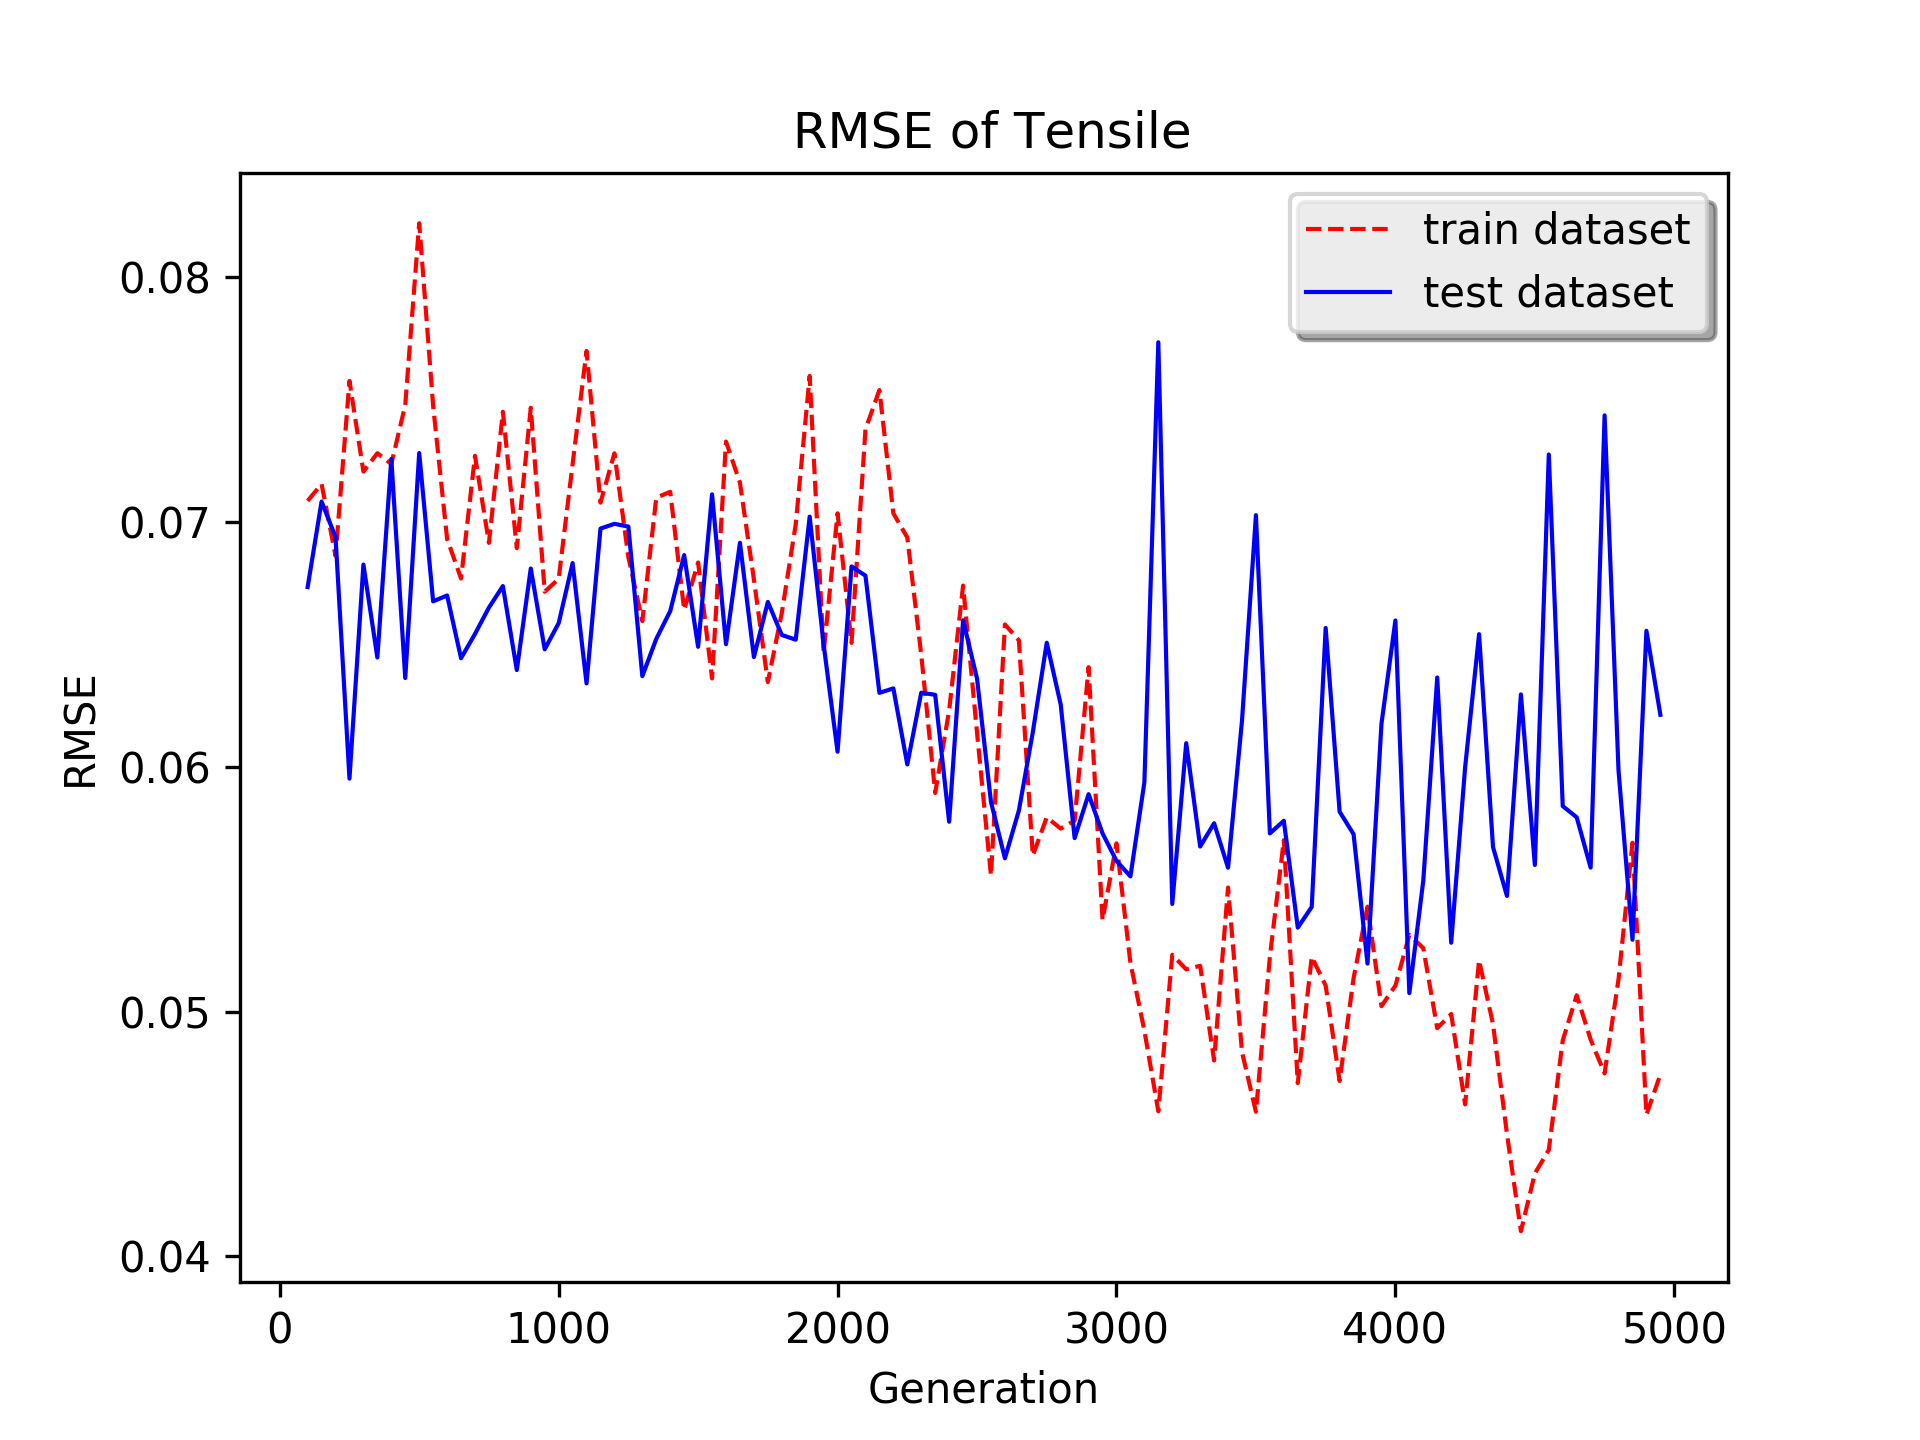 RMSE of Tensile
train dataset
test dataset
0.08
0.07
0.06
0.05
0.04
RMSE
0 1000 2000 3000 4000 5000
Generation